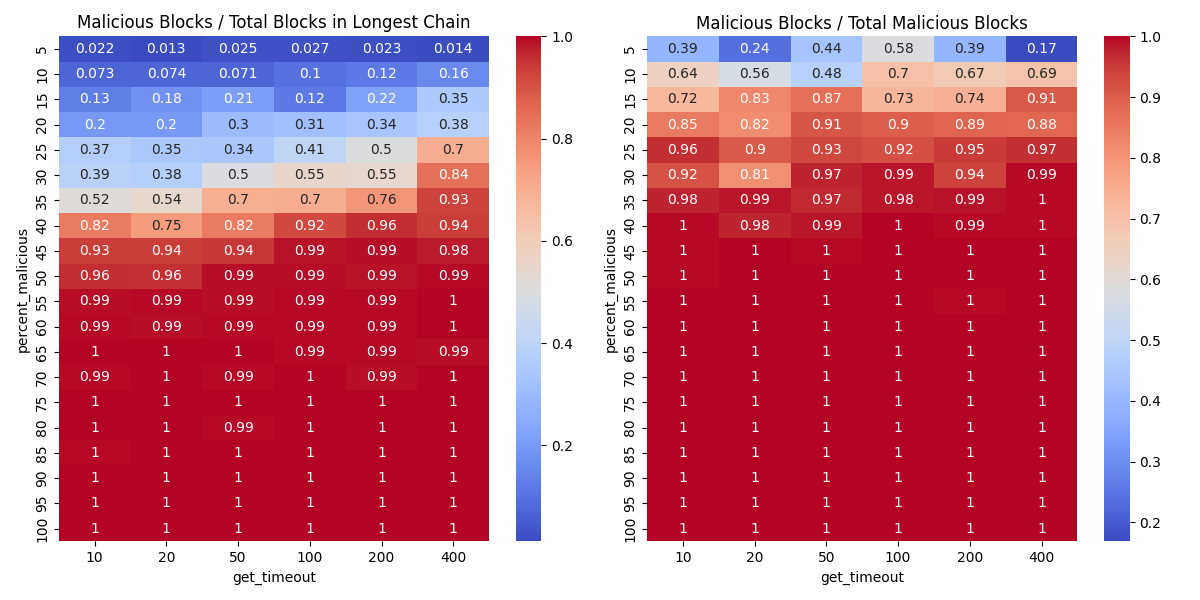 Malicious Blocks / Total Blocks in Longest Chain
5 0.022 0.013 0.025 0.027 0.023 0.014
10 0.073 0.074 0.071 0.1 0.12 0.16
15 0.13 0.18 0.21 0.12 0.22 0.35
20 0.2 0.2 0.3 0.31 0.34 0.38
25 0.37 0.35 0.34 0.41 0.5 0.7
30 0.39 0.38 0.5 0.55 0.55 0.84
35 0.52 0.54 0.7 0.7 0.76 0.93
40 0.82 0.75 0.82 0.92 0.96 0.94
45 0.93 0.94 0.94 0.99 0.99 0.98
50 0.96 0.96 0.99 0.99 0.99 0.99
55 0.99 0.99 0.99 0.99 0.99 1
60 0.99 0.99 0.99 0.99 0.99 1
65 1 1 1 0.99 0.99 0.99
70 0.99 1 0.99 1 0.99 1
75 1 1 1 1 1 1
80 1 1 0.99 1 1 1
85 1 1 1 1 1 1
90 1 1 1 1 1 1
95 1 1 1 1 1 1
100 1 1 1 1 1 1
10 20 50 100 200 400
get_timeout
percent_malicious
1.0
0.8
0.6
0.4
0.2
Malicious Blocks / Total Malicious Blocks
5 0.39 0.24 0.44 0.58 0.39 0.17
10 0.64 0.56 0.48 0.7 0.67 0.69
15 0.72 0.83 0.87 0.73 0.74 0.91
20 0.85 0.82 0.91 0.9 0.89 0.88
25 0.96 0.9 0.93 0.92 0.95 0.97
30 0.92 0.81 0.97 0.99 0.94 0.99
35 0.98 0.99 0.97 0.98 0.99 1
40 1 0.98 0.99 1 0.99 1
45 1 1 1 1 1 1
50 1 1 1 1 1 1
55 1 1 1 1 1 1
60 1 1 1 1 1 1
65 1 1 1 1 1 1
70 1 1 1 1 1 1
75 1 1 1 1 1 1
80 1 1 1 1 1 1
85 1 1 1 1 1 1
90 1 1 1 1 1 1
95 1 1 1 1 1 1
100 1 1 1 1 1 1
10 20 50 100 200 400
get_timeout
percent_malicious
1.0
0.9
0.8
0.7
0.6
0.5
0.4
0.3
0.2